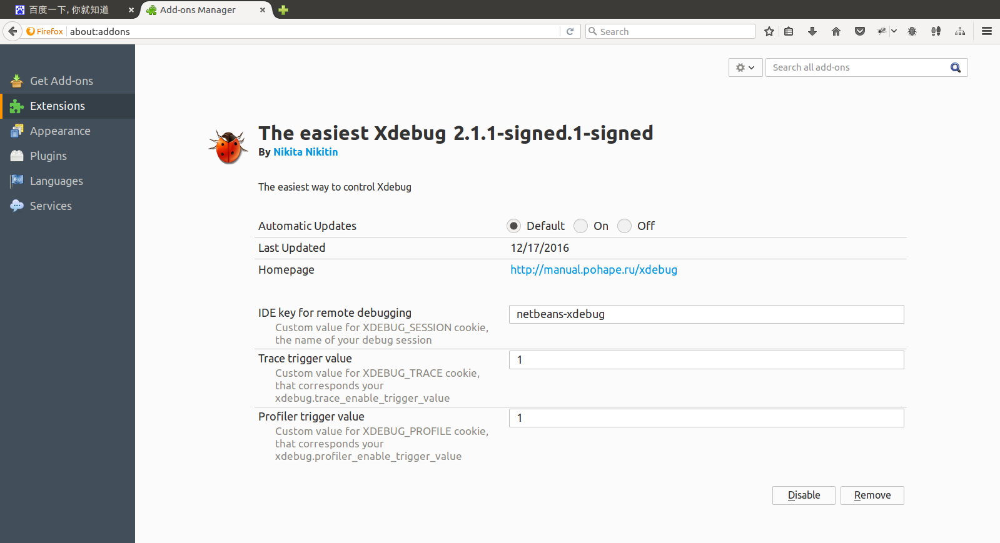 百度一下, 你就知道
Add-ons Manager
Firefox
about:addons
Search
Get Add-ons
Extensions
Appearance
Plugins
Languages
Services
Search all add-ons
The easiest Xdebug 2.1.1-signed.1-signed
By Nikita Nikitin
The easiest way to control Xdebug
Automatic Updates Default On Off
Last Updated 12/17/2016
Homepage http://manual.pohape.ru/xdebug
IDE key for remote debugging netbeans-xdebug
Custom value for XDEBUG_SESSION cookie,
the name of your debug session
Trace trigger value 1
Custom value for XDEBUG_TRACE cookie,
that corresponds your
xdebug.trace_enable_trigger_value
Profiler trigger value 1
Custom value for XDEBUG_PROFILE cookie,
that corresponds your
xdebug.profiler_enable_trigger_value
Disable Remove